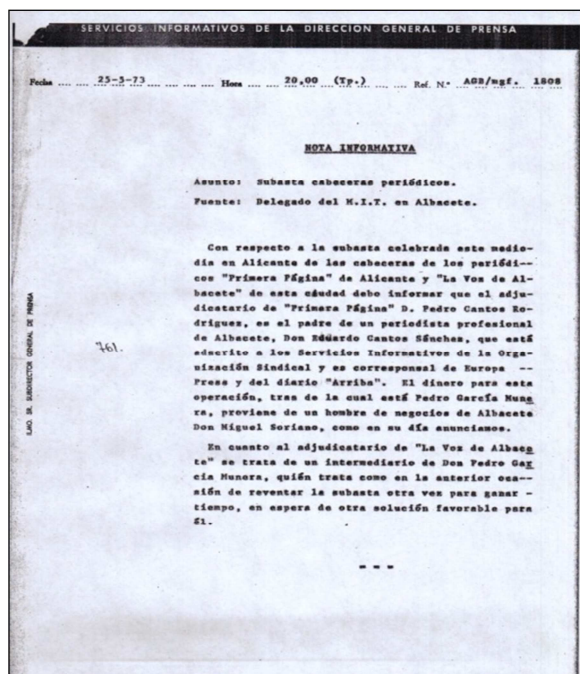 SERVICIOS INFORMATIVOS DE LA DIRECCION GENERAL DE PRENSA
Fecha 25-5-73 Hora 20,00 (Tp.) Ref. N.º AGB/mgf. 1808
NOTA INFORMATIVA
Asunto: Subasta cabeceras periódicos.
Fuente: Delegado del M.I.T. en Albacete.
Con respecto a la subasta celebrada este medio-
día en Alicante de las cabeceras de los periódi--
cos "Primera Página" de Alicante y "La Voz de Al-
bacete" de esta ciudad debo informar que el adju-
dicatario de "Primera Página" D. Pedro Cantos Ro-
dríguez, es el padre de un periodista profesional
de Albacete, Don Eduardo Cantos Sánchez, que está
adscrito a los Servicio. Informativos de la Orga-
nización Sindical y es corresponsal de Europa --
Press y del diario "Arriba". El dinero para esta
operación, tras de la cual está Pedro García Mune
ra, proviene de un hombre de negocios de Albacete
Don Miguel Soriano, como en su día anunciamos.
En cuanto al adjudicatario de "La Voz de Albace
te" se trata de un intermediario de Don Pedro Gar
cia Munera, quién trata como en la anterior oca--
sión de reventar la subasta otra vez para ganar -
tiempo, en espera de otra solución favorable para
él.
- - -
ILMO. SR. SUBDIRECTOR GENERAL DE PRENSA